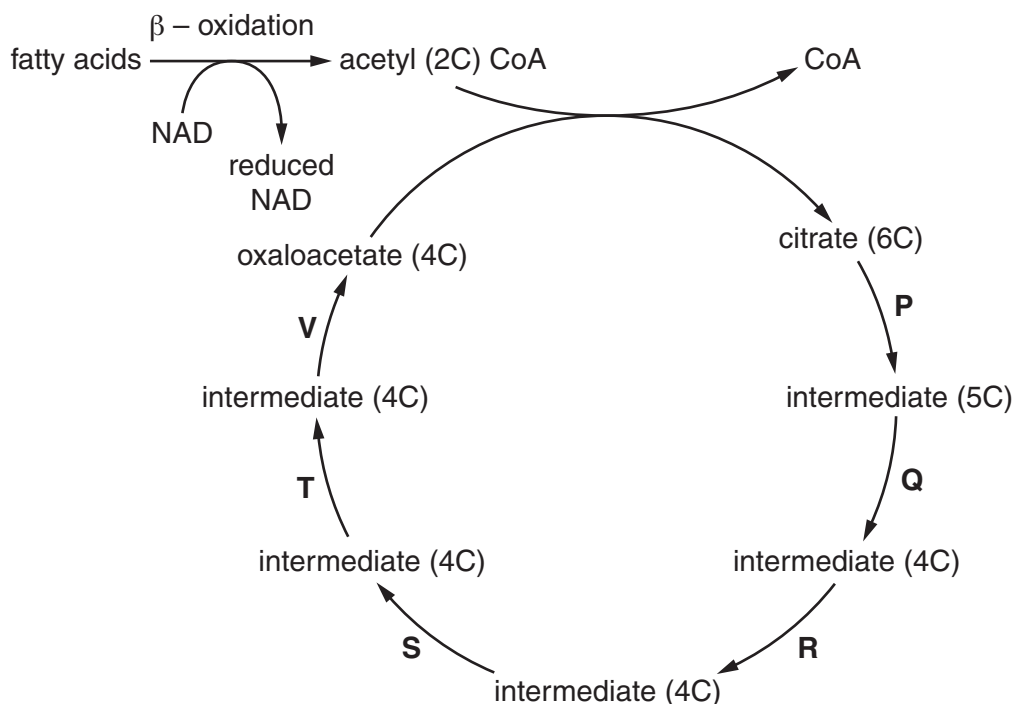 β – oxidation
fatty acids
acetyl (2C) CoA
CoA
NAD
reduced
NAD
oxaloacetate (4C)
citrate (6C)
P
V
intermediate (4C)
intermediate (5C)
Q
T
intermediate (4C)
intermediate (4C)
S
R
intermediate (4C)